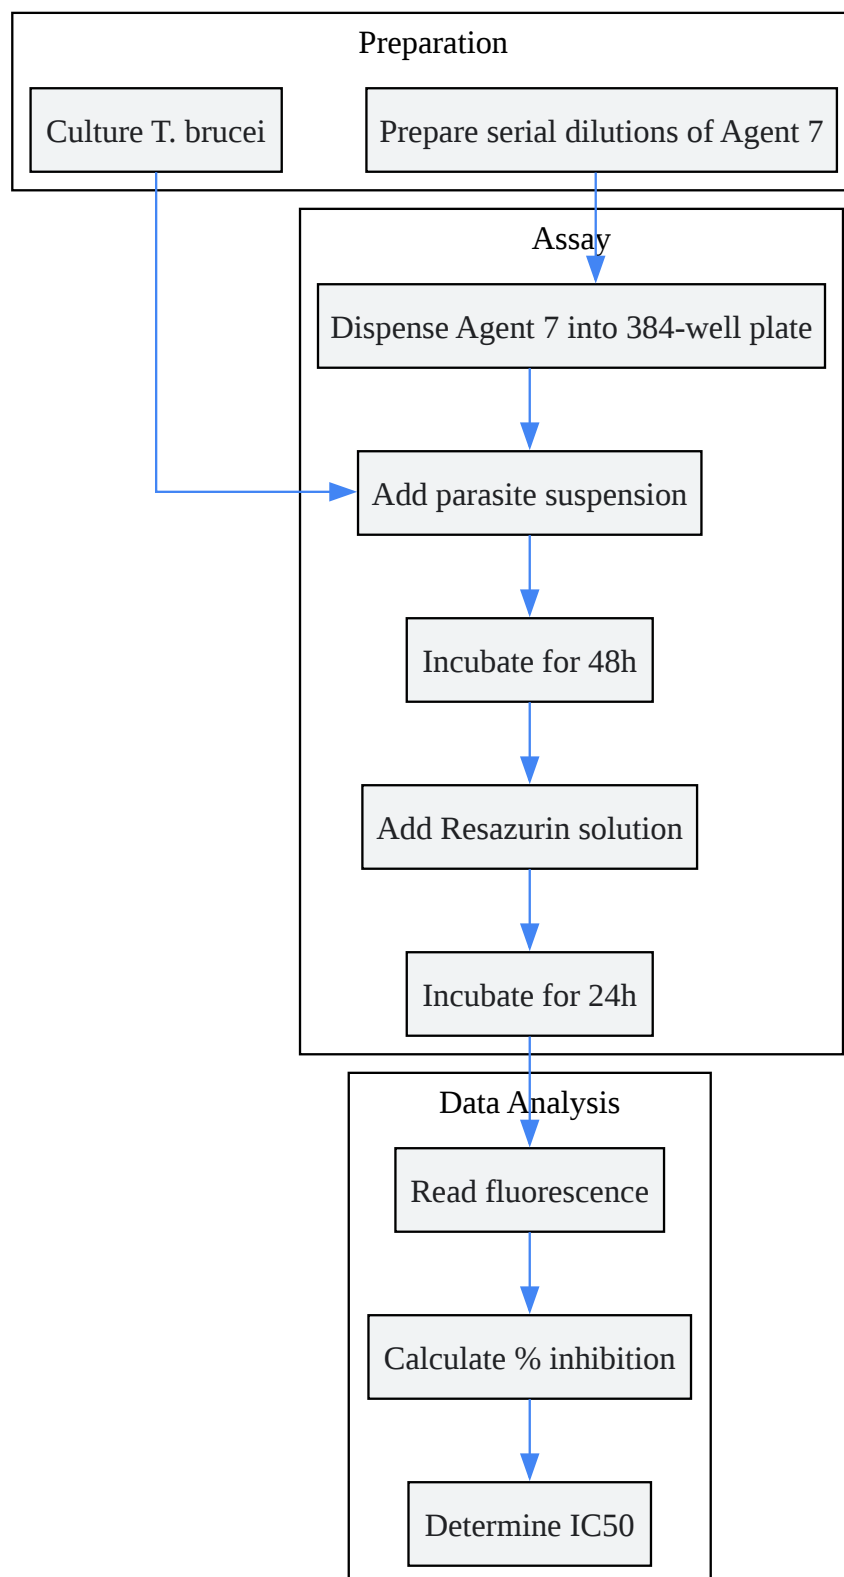 Preparation
Culture T. brucei
Prepare serial dilutions of Agent 7
Assay
Dispense Agent 7 into 384-well plate
Add parasite suspension
Incubate for 48h
Add Resazurin solution
Incubate for 24h
Data Analysis
Read fluorescence
Calculate % inhibition
Determine IC50